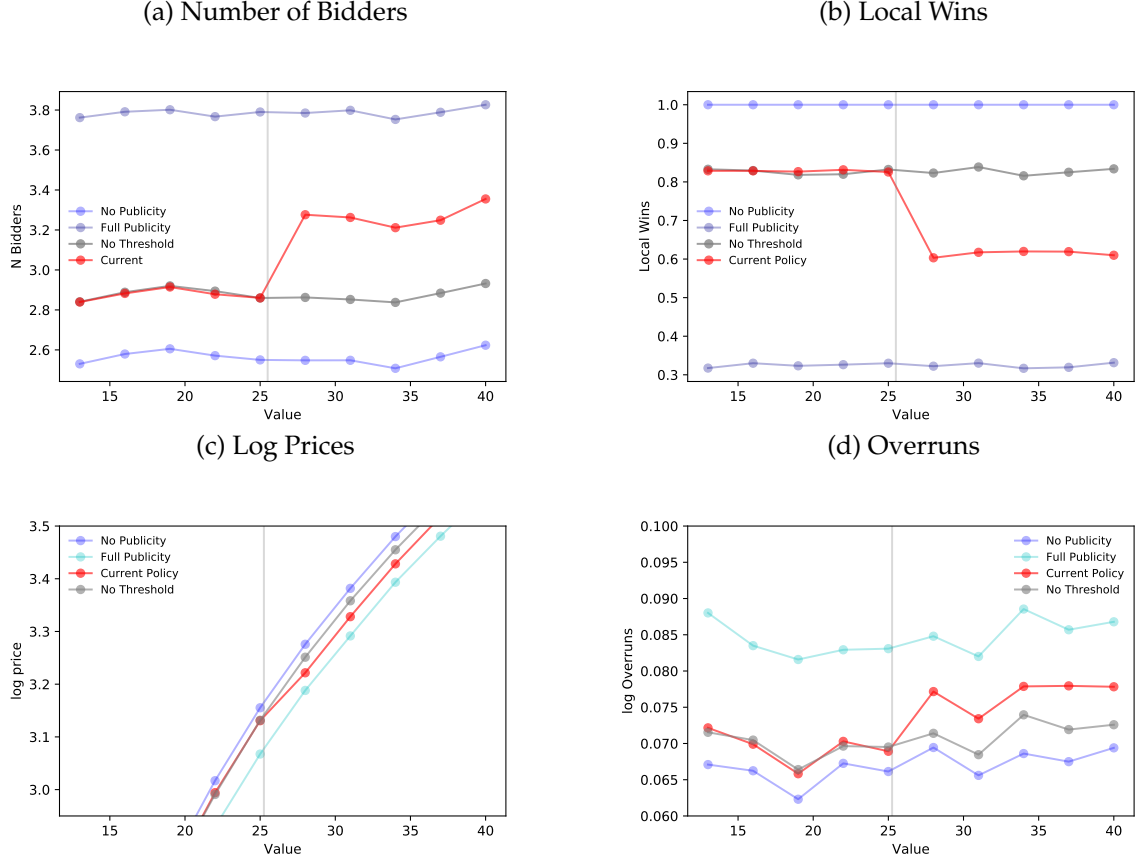 (a) Number of Bidders
3.8
3.6
3.4
3.2
3.0
2.8
2.6
N Bidders
No Publicity
Full Publicity
No Threshold
Current
15 20 25 30 35 40
Value
(b) Local Wins
1.0
0.9
0.8
0.7
0.6
0.5
0.4
0.3
Local Wins
No Publicity
Full Publicity
No Threshold
Current Policy
15 20 25 30 35 40
Value
(c) Log Prices
3.5
3.4
3.3
3.2
3.1
3.0
log price
No Publicity
Full Publicity
Current Policy
No Threshold
15 20 25 30 35 40
Value
(d) Overruns
0.100
0.095
0.090
0.085
0.080
0.075
0.070
0.065
0.060
log Overruns
No Publicity
Full Publicity
Current Policy
No Threshold
15 20 25 30 35 40
Value